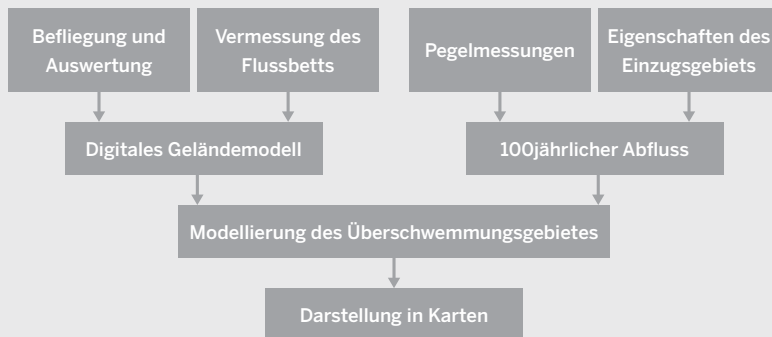 Befliegung und
Auswertung
Vermessung des
Flussbetts
Pegelmessungen
Eigenschaften des
Einzugsgebiets
Digitales Geländemodell
100jährlicher Abfluss
Modellierung des Überschwemmungsgebietes
Darstellung in Karten